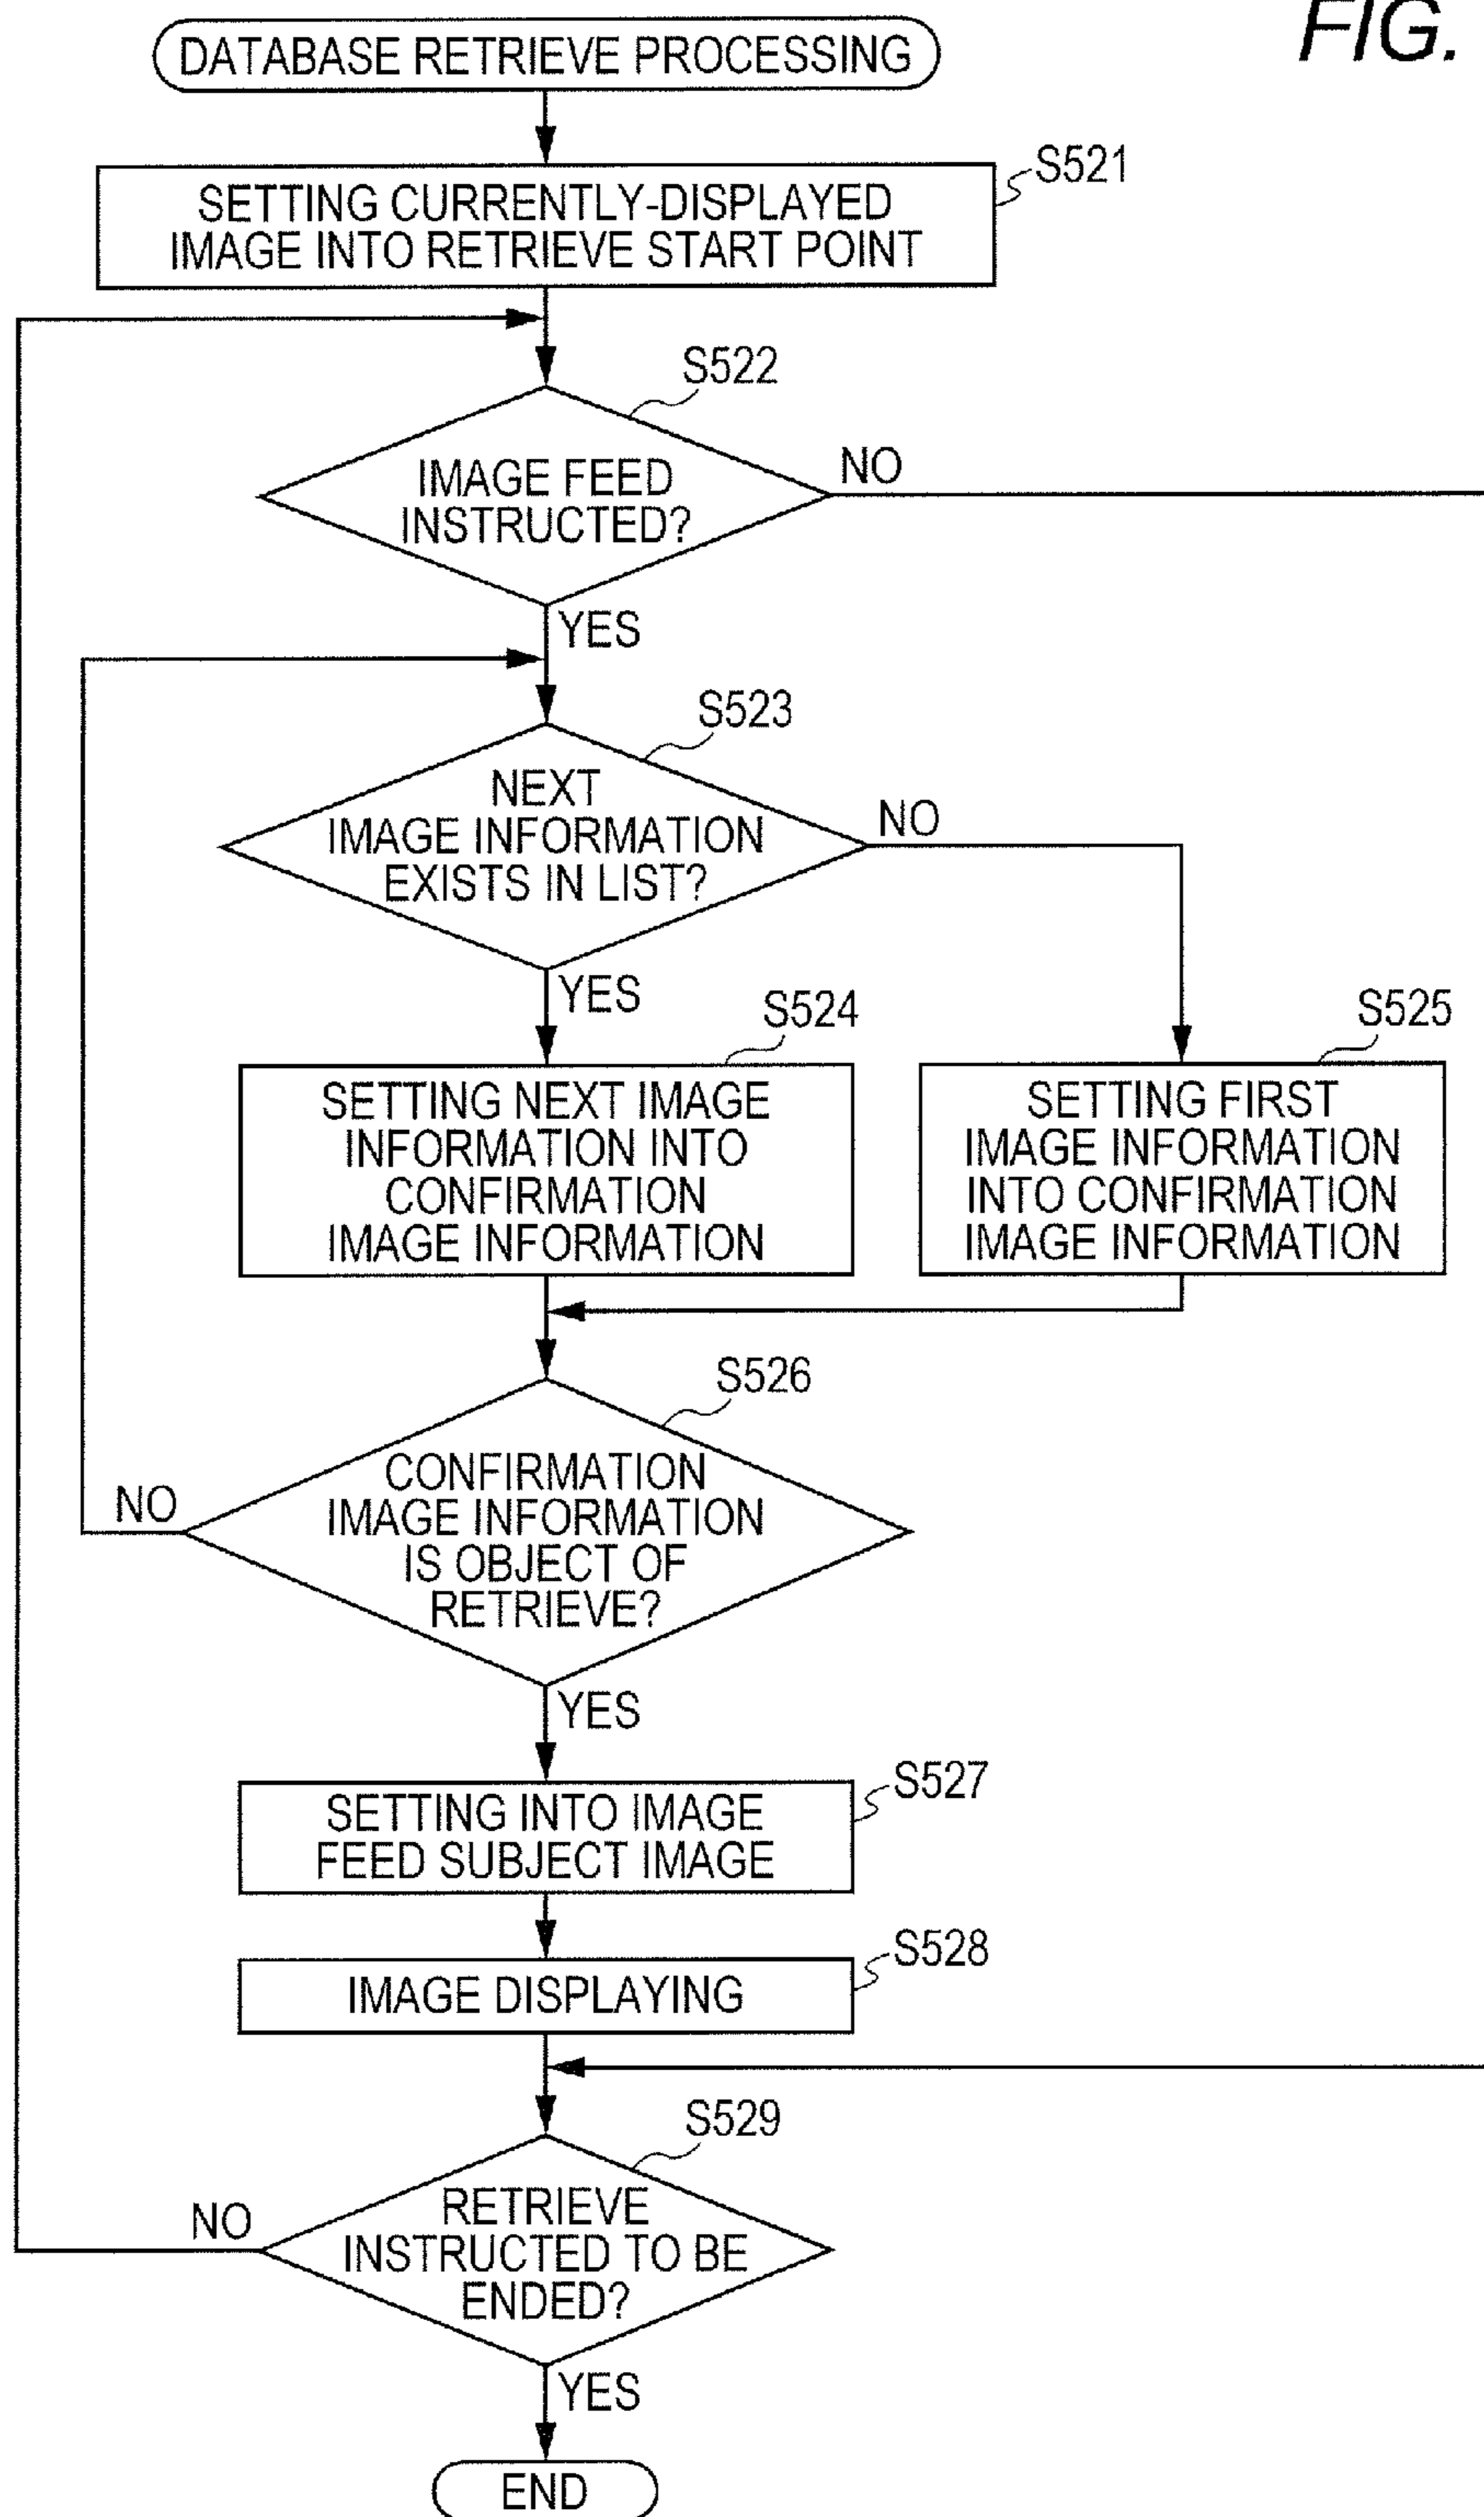 FIG.
DATABASE RETRIEVE PROCESSING
S521
SETTING CURRENTLY-DISPLAYED
IMAGE INTO RETRIEVE START POINT
S522
IMAGE FEED
INSTRUCTED?
NO
YES
S523
NEXT
IMAGE INFORMATION
EXISTS IN LIST?
NO
YES
S524
SETTING NEXT IMAGE
INFORMATION INTO
CONFIRMATION
IMAGE INFORMATION
S525
SETTING FIRST
IMAGE INFORMATION
INTO CONFIRMATION
IMAGE INFORMATION
S526
CONFIRMATION
IMAGE INFORMATION
IS OBJECT OF
RETRIEVE?
NO
YES
S527
SETTING INTO IMAGE
FEED SUBJECT IMAGE
S528
IMAGE DISPLAYING
S529
RETRIEVE
INSTRUCTED TO BE
ENDED?
NO
YES
END